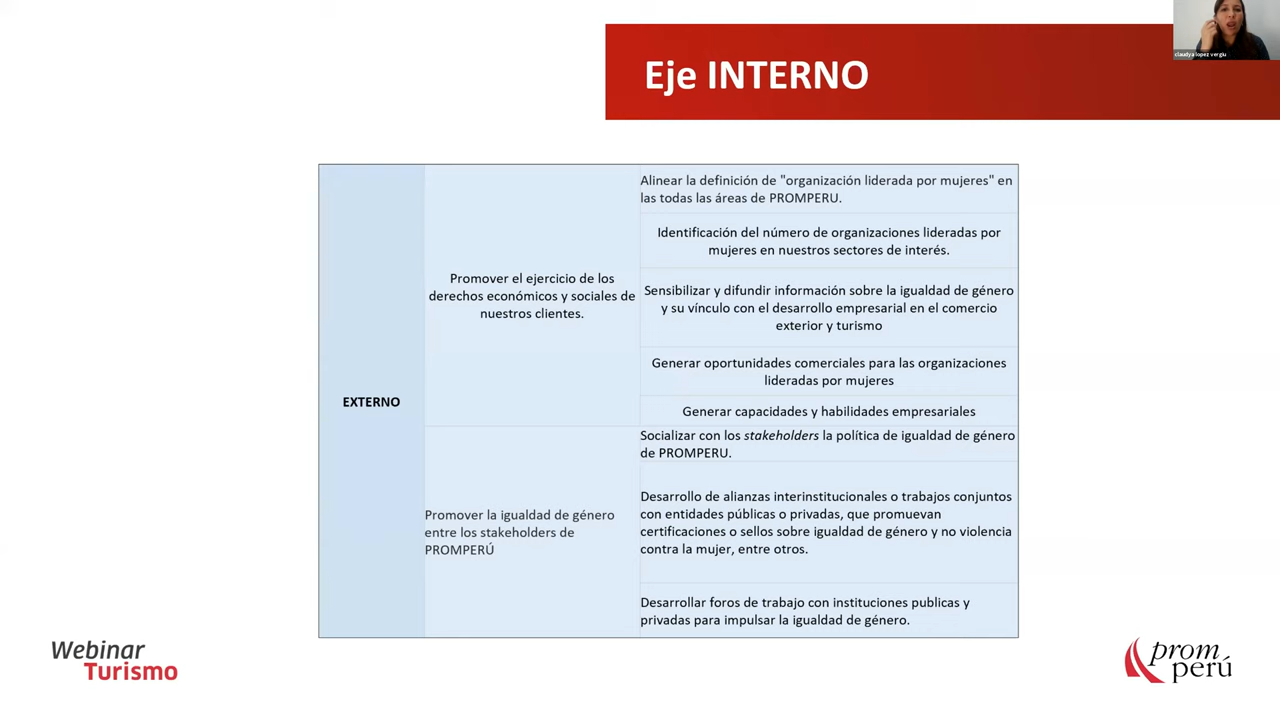 Eje INTERNO
claudya lopez vergiu
EXTERNO
Promover el ejercicio de los
derechos económicos y sociales de
nuestros clientes.
Alinear la definición de "organización liderada por mujeres" en
las todas las áreas de PROMPERU.
Identificación del número de organizaciones lideradas por
mujeres en nuestros sectores de interés.
Sensibilizar y difundir información sobre la igualdad de género
y su vínculo con el desarrollo empresarial en el comercio
exterior y turismo
Generar oportunidades comerciales para las organizaciones
lideradas por mujeres
Generar capacidades y habilidades empresariales
Promover la igualdad de género
entre los stakeholders de
PROMPERÚ
Socializar con los stakeholders la política de igualdad de género
de PROMPERU.
Desarrollo de alianzas interinstitucionales o trabajos conjuntos
con entidades públicas o privadas, que promuevan
certificaciones o sellos sobre igualdad de género y no violencia
contra la mujer, entre otros.
Desarrollar foros de trabajo con instituciones publicas y
privadas para impulsar la igualdad de género.
Webinar
Turismo
prom
perú